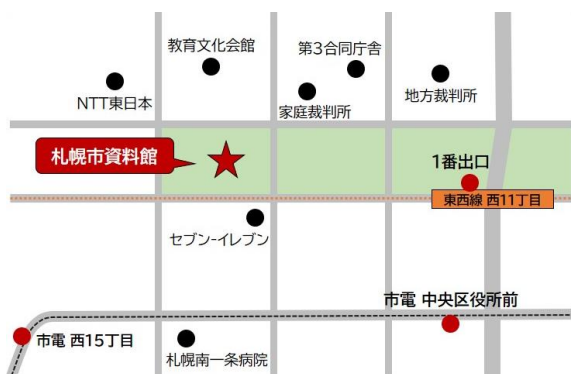 教育文化会館
第3合同庁舎
NTT東日本
家庭裁判所
地方裁判所
札幌市資料館
1番出口
東西線 西11丁目
セブン-イレブン
市電 中央区役所前
市電 西15丁目
札幌南一条病院